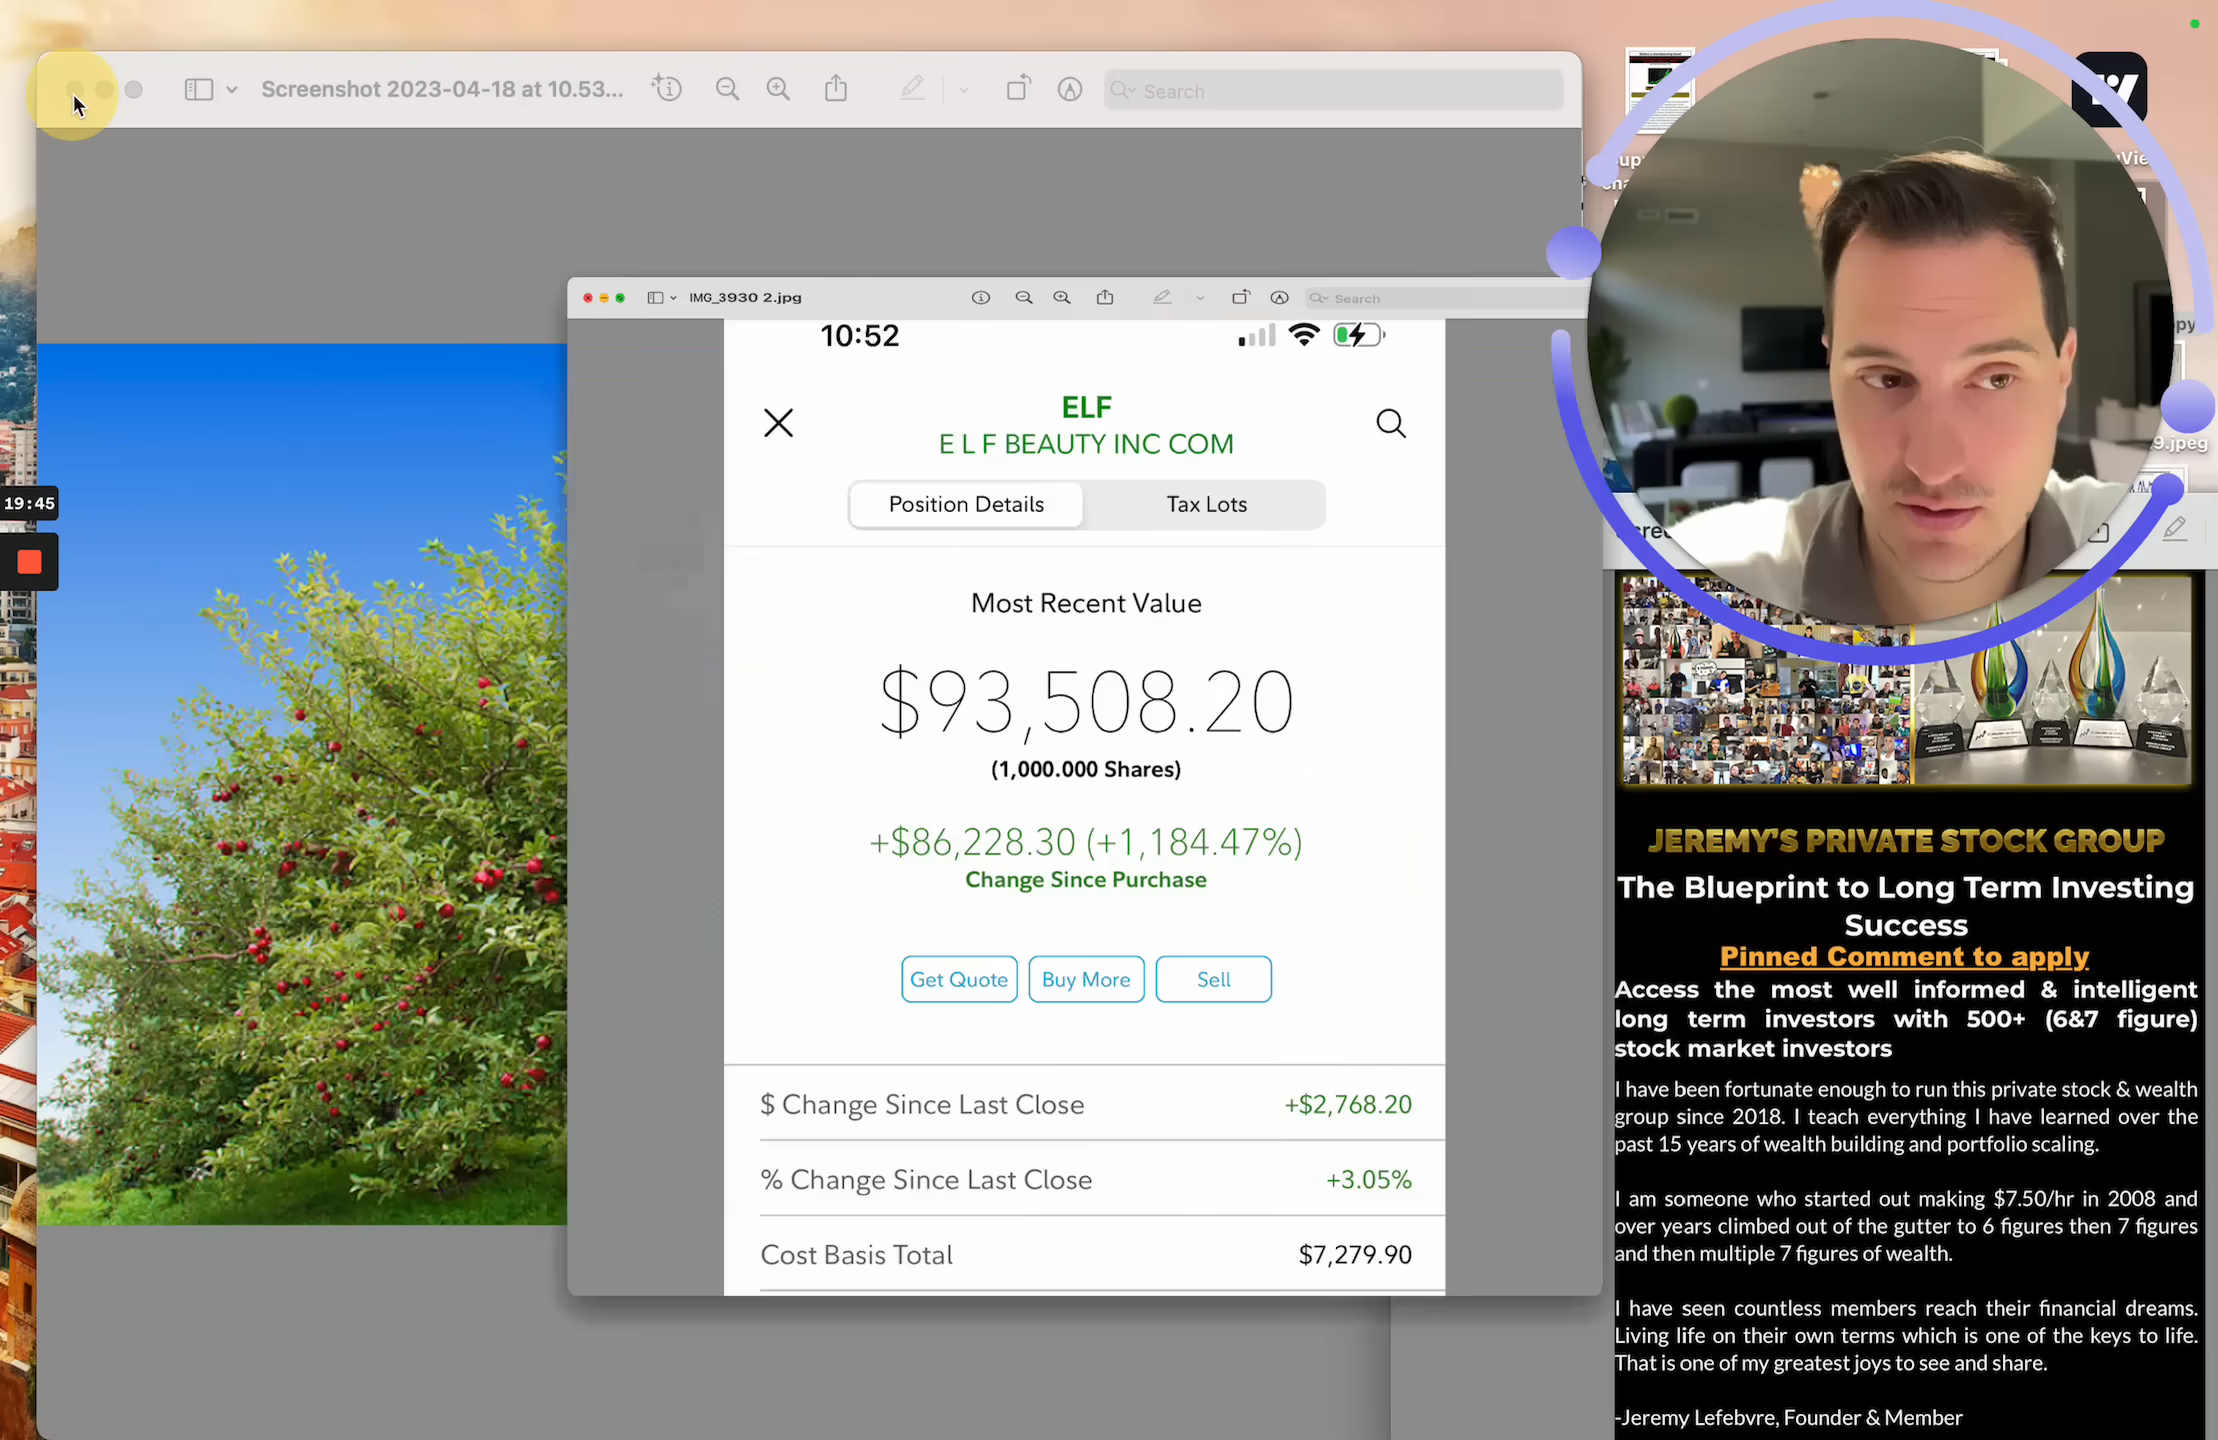 Screenshot 2023-04-18 at 10.53...
Search
IMG_3930 2.jpg
Search
10:52
ELF
E L F BEAUTY INC COM
Position Details
Tax Lots
Most Recent Value
$93,508.20
(1,000.000 Shares)
+$86,228.30 (+1,184.47%)
Change Since Purchase
Get Quote
Buy More
Sell
$ Change Since Last Close
+$2,768.20
% Change Since Last Close
+3.05%
Cost Basis Total
$7,279.90
19:45
9.jpeg
JEREMY'S PRIVATE STOCK GROUP
The Blueprint to Long Term Investing
Success
Pinned Comment to apply
Access the most well informed & intelligent
long term investors with 500+ (6&7 figure)
stock market investors
I have been fortunate enough to run this private stock & wealth
group since 2018. I teach everything I have learned over the
past 15 years of wealth building and portfolio scaling.
I am someone who started out making $7.50/hr in 2008 and
over years climbed out of the gutter to 6 figures then 7 figures
and then multiple 7 figures of wealth.
I have seen countless members reach their financial dreams.
Living life on their own terms which is one of the keys to life.
That is one of my greatest joys to see and share.
-Jeremy Lefebvre, Founder & Member